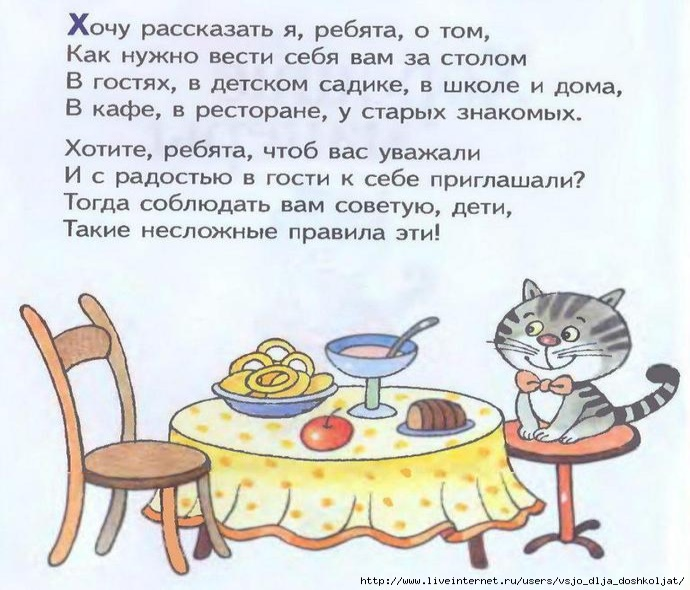 Хочу рассказать я, ребята, о том,
Как нужно вести себя вам за столом
В гостях, в детском садике, в школе и дома,
В кафе, в ресторане, у старых знакомых.
Хотите, ребята, чтоб вас уважали
И с радостью в гости к себе приглашали?
Тогда соблюдать вам советую, дети,
Такие несложные правила эти!
http://www.liveinternet.ru/users/vsjo_dlja_doshkoljat/